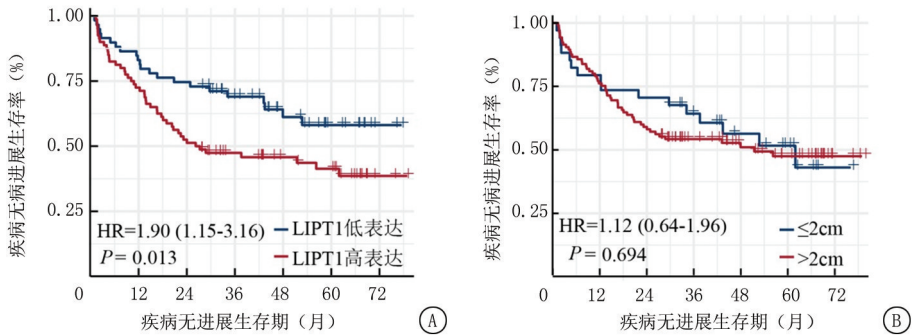 疾病无病进展生存率（%）
1.00
0.75
0.50
0.25
HR=1.90 (1.15-3.16)
P = 0.013
LIPT1低表达
LIPT1高表达
0 12 24 36 48 60 72
疾病无进展生存期（月）
A
疾病无病进展生存率（%）
1.00
0.75
0.50
0.25
HR=1.12 (0.64-1.96)
P = 0.694
≤2cm
>2cm
0 12 24 36 48 60 72
疾病无进展生存期（月）
B